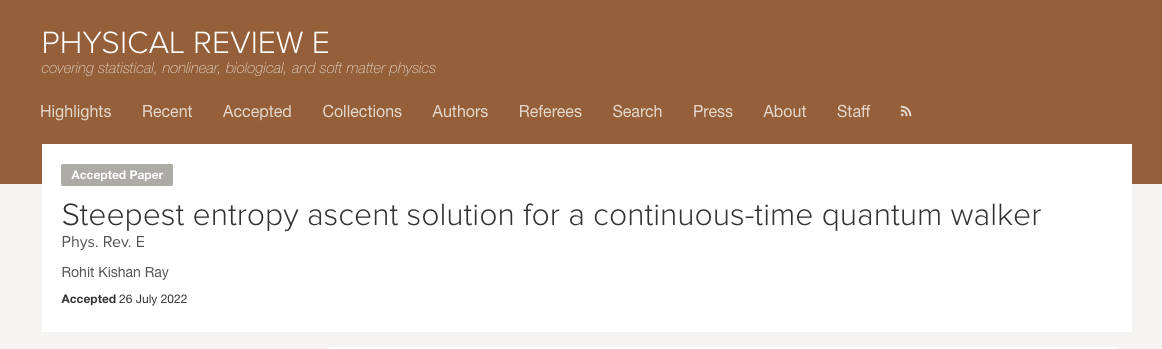 PHYSICAL REVIEW E
covering statistical, nonlinear, biological, and soft matter physics
Highlights Recent Accepted Collections Authors Referees Search Press About Staff
Accepted Paper
Steepest entropy ascent solution for a continuous-time quantum walker
Phys. Rev. E
Rohit Kishan Ray
Accepted 26 July 2022